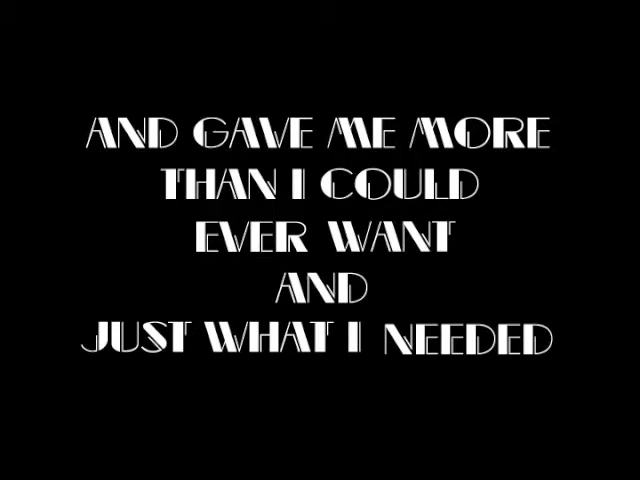 AND GAVE ME MORE
THAN I COULD
EVER WANT
AND
JUST WHAT I NEEDED